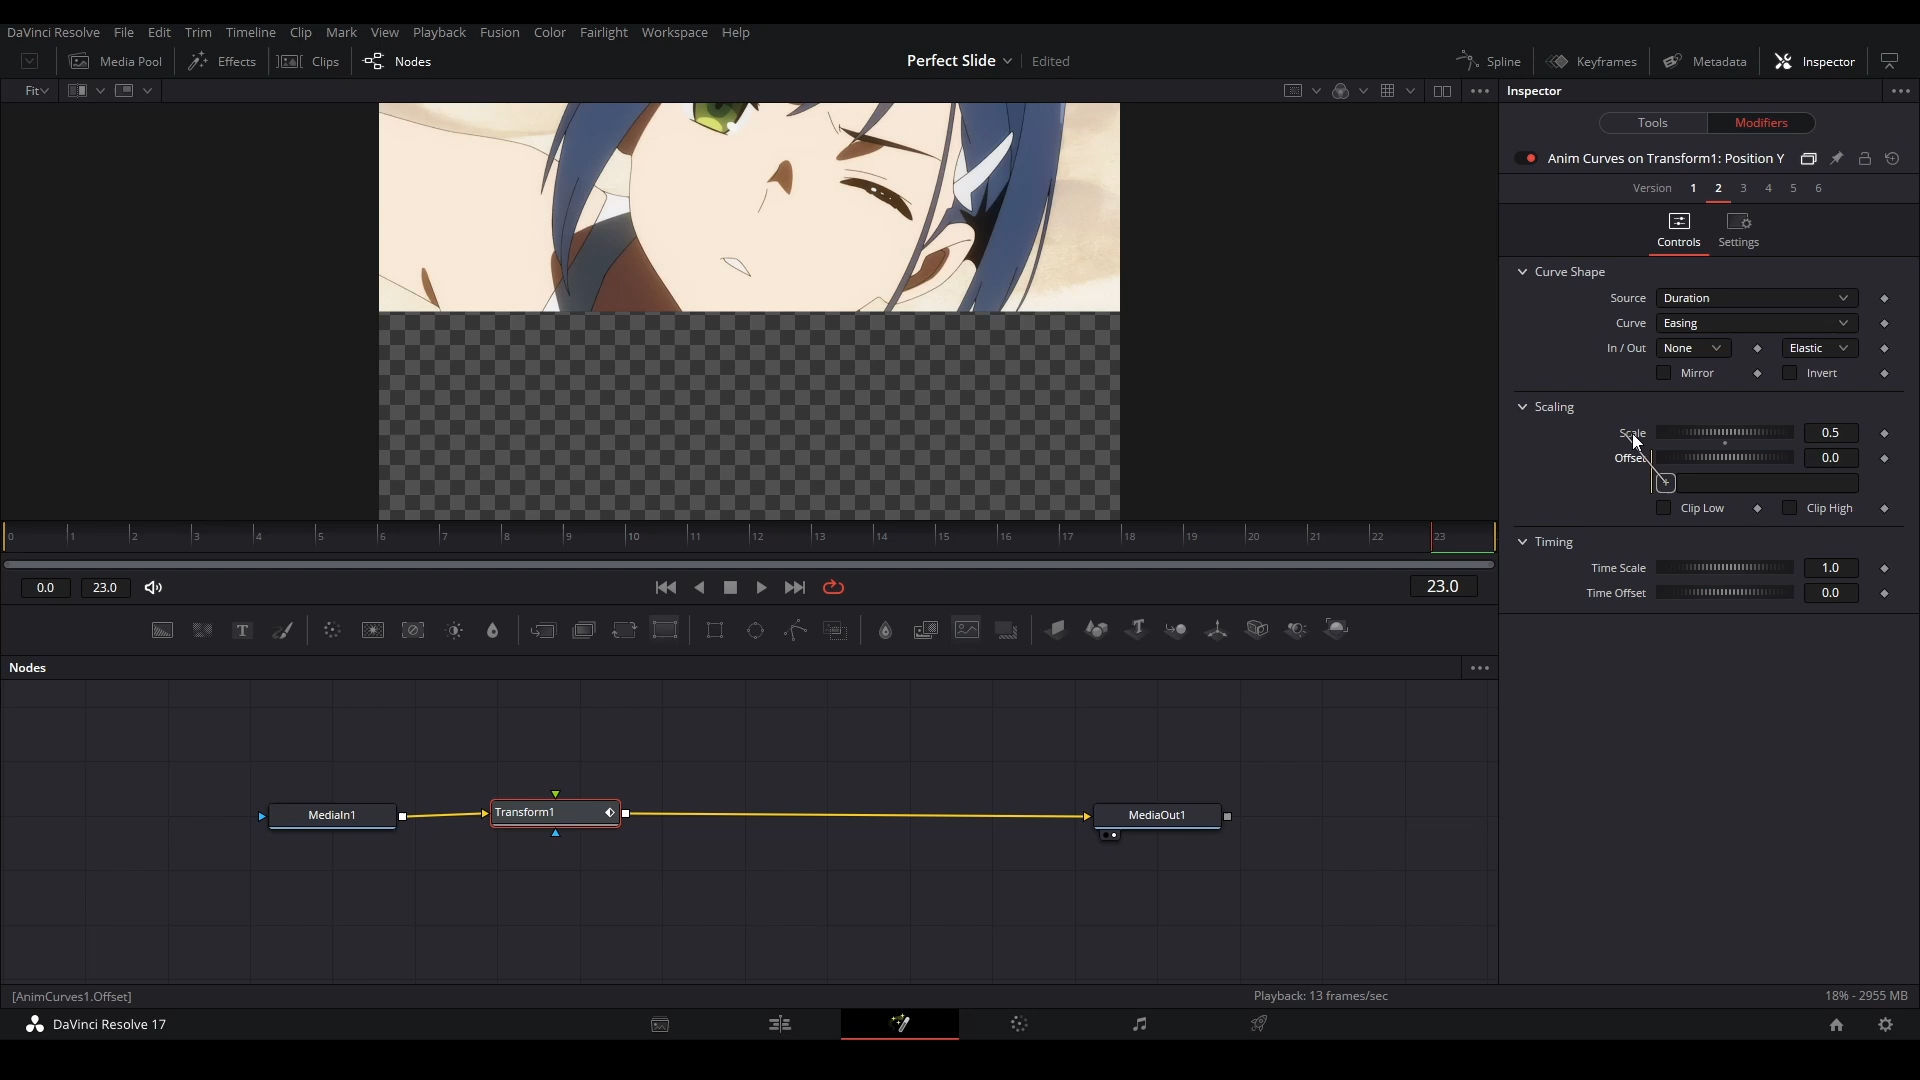 DaVinci Resolve File Edit Trim Timeline Clip Mark View Playback Fusion Color Fairlight Workspace Help
Media Pool Effects Clips Nodes Perfect Slide Edited Spline Keyframes Metadata Inspector
Fit Inspector
Tools Modifiers
Anim Curves on Transform1: Position Y
Version 1 2 3 4 5 6
Controls Settings
Curve Shape
Source Duration
Curve Easing
In / Out None Elastic
Mirror Invert
Scaling
Scale 0.5
Offset 0.0
Clip Low Clip High
Timing
Time Scale 1.0
Time Offset 0.0
0 1 2 3 4 5 6 7 8 9 10 11 12 13 14 15 16 17 18 19 20 21 22 23
0.0 23.0 23.0
Nodes
MediaIn1 Transform1 MediaOut1
[AnimCurves1.Offset] Playback: 13 frames/sec 18% - 2955 MB
DaVinci Resolve 17